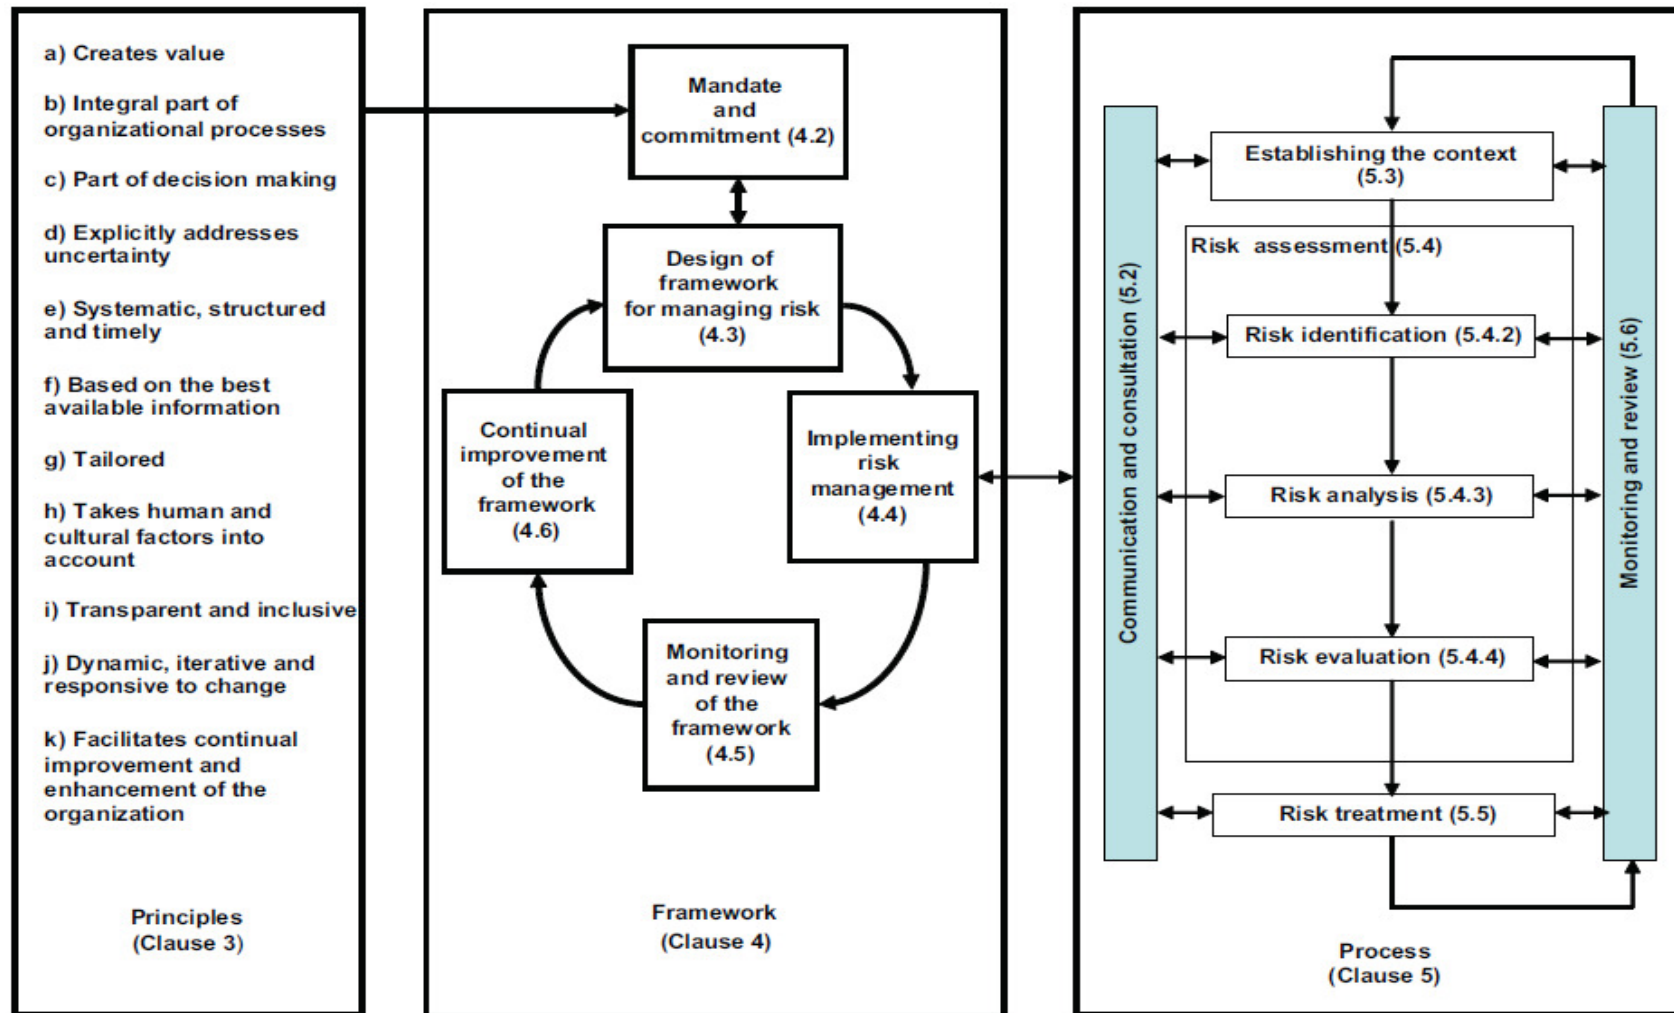 a) Creates value
b) Integral part of
organizational processes
c) Part of decision making
d) Explicitly addresses
uncertainty
e) Systematic, structured
and timely
f) Based on the best
available information
g) Tailored
h) Takes human and
cultural factors into
account
i) Transparent and inclusive
j) Dynamic, iterative and
responsive to change
k) Facilitates continual
improvement and
enhancement of the
organization
Principles
(Clause 3)
Mandate
and
commitment (4.2)
Design of
framework
for managing risk
(4.3)
Implementing
risk
management
(4.4)
Monitoring
and review
of the
framework
(4.5)
Continual
improvement
of the
framework
(4.6)
Framework
(Clause 4)
Communication and consultation (5.2)
Establishing the context
(5.3)
Risk assessment (5.4)
Risk identification (5.4.2)
Risk analysis (5.4.3)
Risk evaluation (5.4.4)
Risk treatment (5.5)
Monitoring and review (5.6)
Process
(Clause 5)